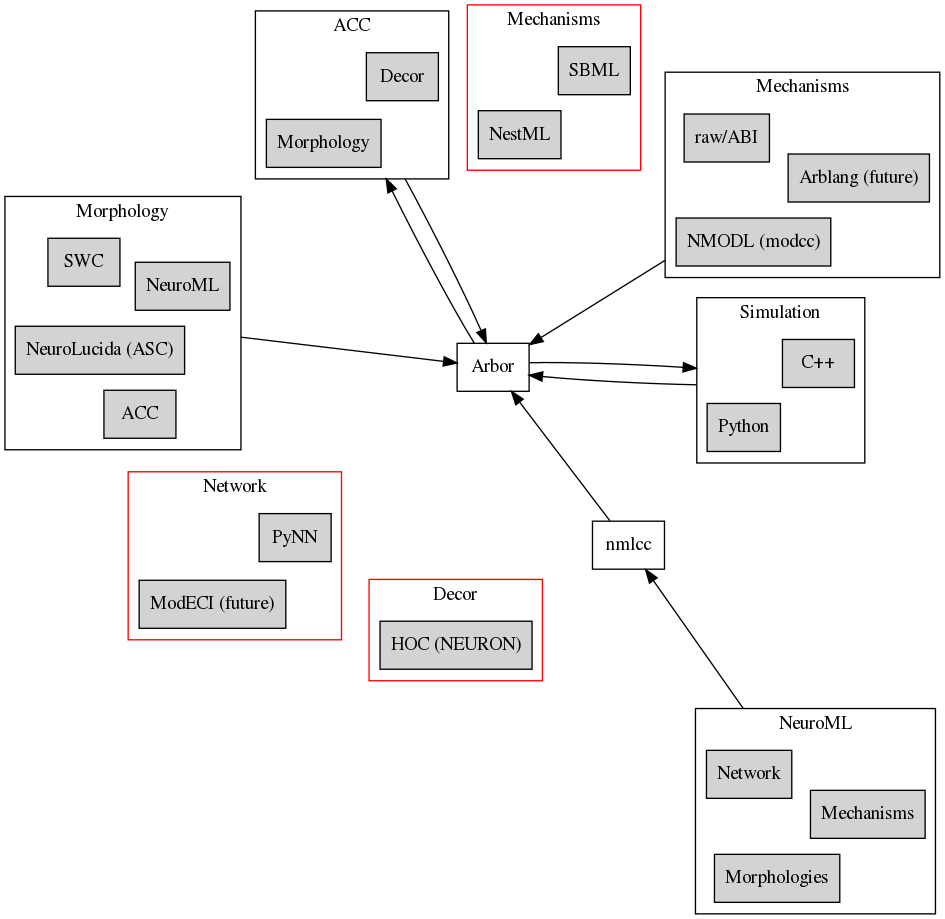 ACC
Decor
Morphology
Mechanisms
SBML
NestML
Mechanisms
raw/ABI
Arblang (future)
NMODL (modcc)
Morphology
SWC
NeuroML
NeuroLucida (ASC)
ACC
Arbor
Simulation
C++
Python
Network
PyNN
ModECI (future)
nmlcc
Decor
HOC (NEURON)
NeuroML
Network
Mechanisms
Morphologies